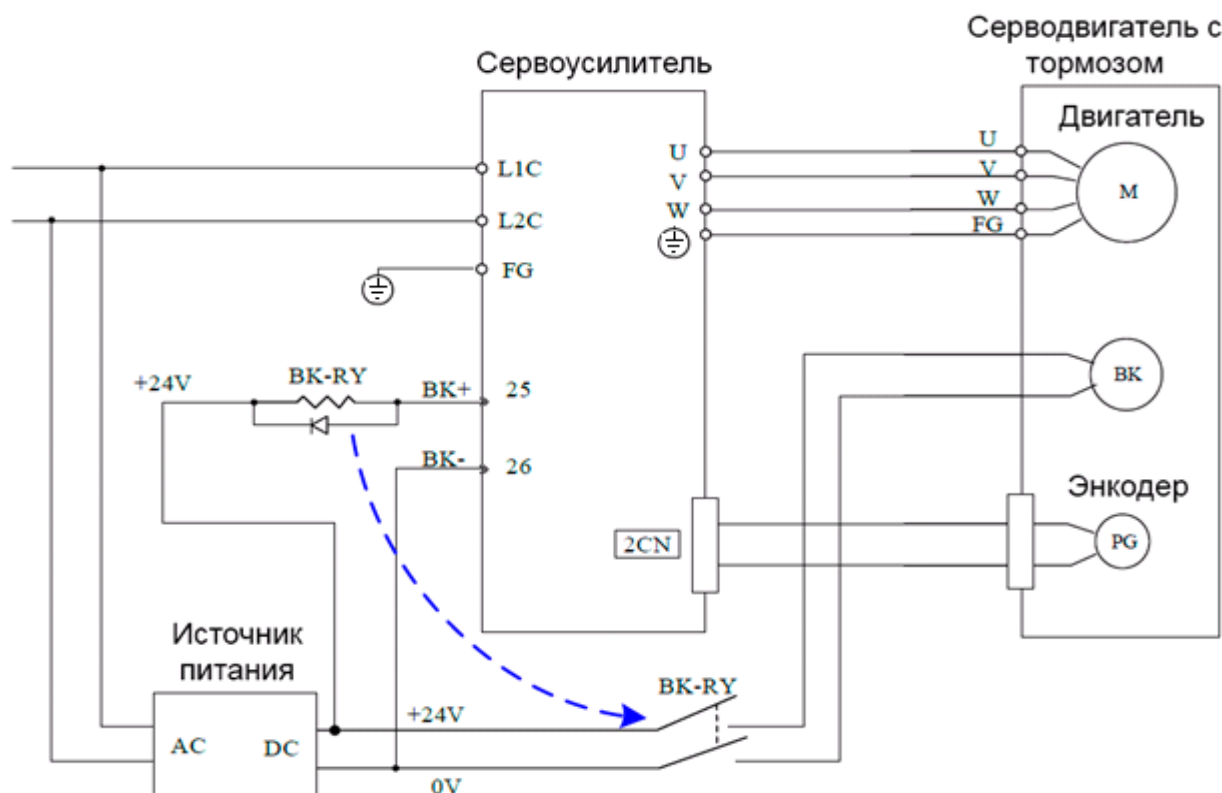 Серводвигатель с
тормозом
Сервоусилитель
Двигатель
U
U
L1C
V
V
M
L2C
W
W
FG
FG
+24V
BK-RY
BK+
25
BK
BK-
26
Энкодер
2CN
PG
Источник
питания
BK-RY
+24V
AC
DC
0V